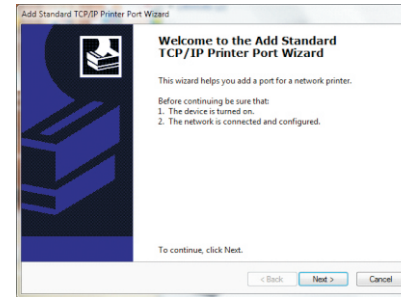 Add Standard TCP/IP Printer Port Wizard
Welcome to the Add Standard
TCP/IP Printer Port Wizard
This wizard helps you add a port for a network printer.
Before continuing be sure that:
1. The device is turned on.
2. The network is connected and configured.
To continue, click Next.
< Back
Next >
Cancel